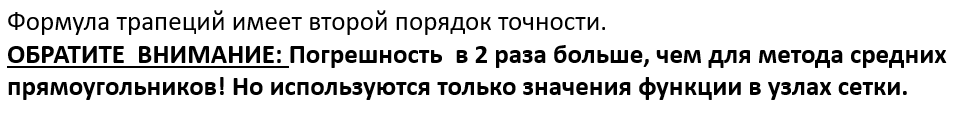 Формула трапеций имеет второй порядок точности.
ОБРАТИТЕ ВНИМАНИЕ: Погрешность в 2 раза больше, чем для метода средних
прямоугольников! Но используются только значения функции в узлах сетки.